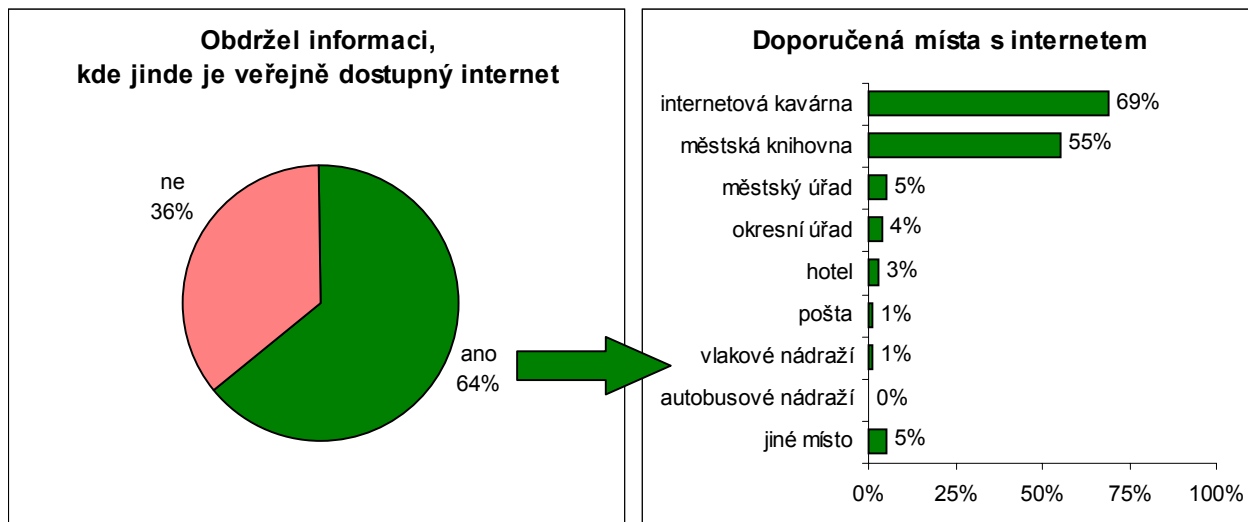 Obdržel informaci,
kde jinde je veřejně dostupný internet
ne
36%
ano
64%
Doporučená místa s internetem
internetová kavárna 69%
městská knihovna 55%
městský úřad 5%
okresní úřad 4%
hotel 3%
pošta 1%
vlakové nádraží 1%
autobusové nádraží 0%
jiné místo 5%
0% 25% 50% 75% 100%